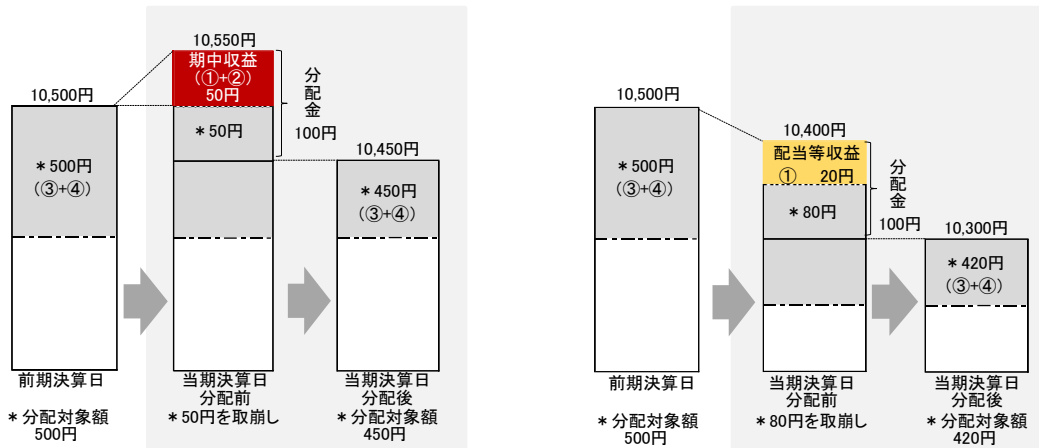 10,550円
期中収益
(①+②)
50円
分配金
10,500円
＊50円
100円
10,450円
＊500円
(③+④)
＊450円
(③+④)
前期決算日
当期決算日
分配前
当期決算日
分配後
＊分配対象額
500円
＊50円を取崩し
＊分配対象額
450円
10,500円
10,400円
配当等収益
① 20円
分配金
＊500円
(③+④)
＊80円
100円
10,300円
＊420円
(③+④)
前期決算日
当期決算日
分配前
当期決算日
分配後
＊分配対象額
500円
＊80円を取崩し
＊分配対象額
420円